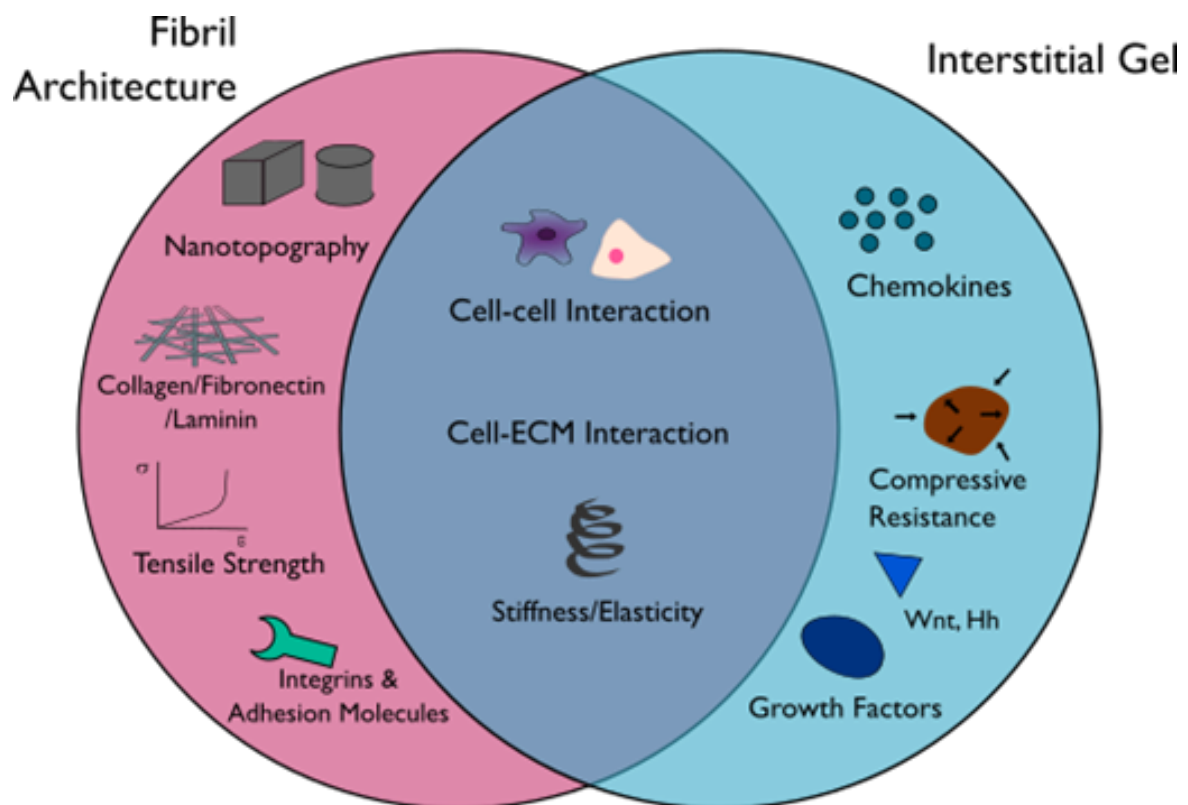 Fibril
Architecture
Interstitial Gel
Nanotopography
Collagen/Fibronectin
/Laminin
σ
ε
Tensile Strength
Integrins &
Adhesion Molecules
Cell-cell Interaction
Cell-ECM Interaction
Stiffness/Elasticity
Chemokines
Compressive
Resistance
Wnt, Hh
Growth Factors